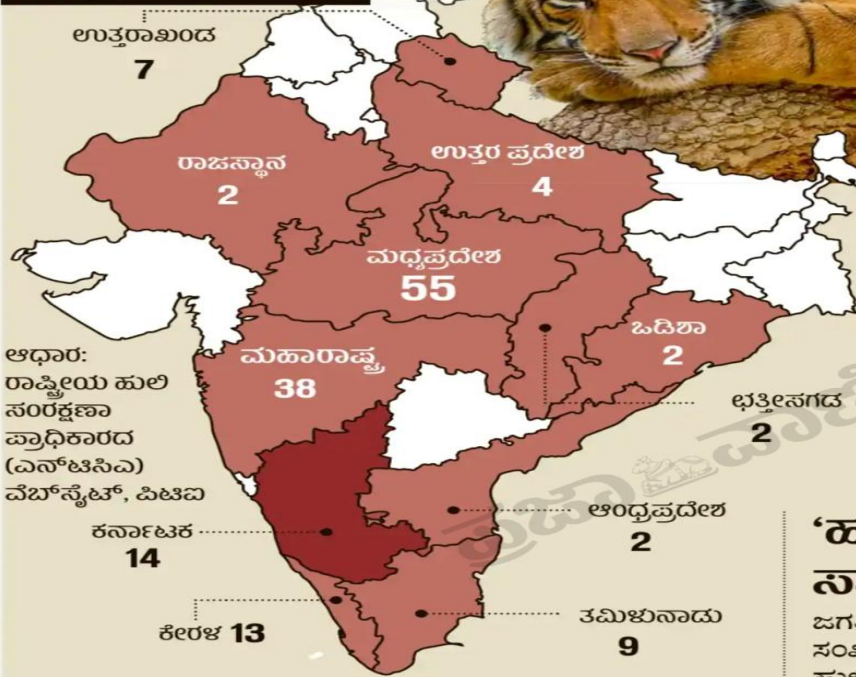 ಉತ್ತರಾಖಂಡ
7
ರಾಜಸ್ಥಾನ
2
ಉತ್ತರ ಪ್ರದೇಶ
4
ಮಧ್ಯಪ್ರದೇಶ
55
ಒಡಿಶಾ
2
ಮಹಾರಾಷ್ಟ್ರ
38
ಆಧಾರ:
ರಾಷ್ಟ್ರೀಯ ಹುಲಿ
ಸಂರಕ್ಷಣಾ
ಪ್ರಾಧಿಕಾರದ
(ಎನ್‌ಟಿಸಿಎ)
ವೆಬ್‌ಸೈಟ್, ಪಿಟಿಐ
ಛತ್ತೀಸಗಡ
2
ಕರ್ನಾಟಕ
14
ಆಂಧ್ರಪ್ರದೇಶ
2
ಕೇರಳ 13
ತಮಿಳುನಾಡು
9